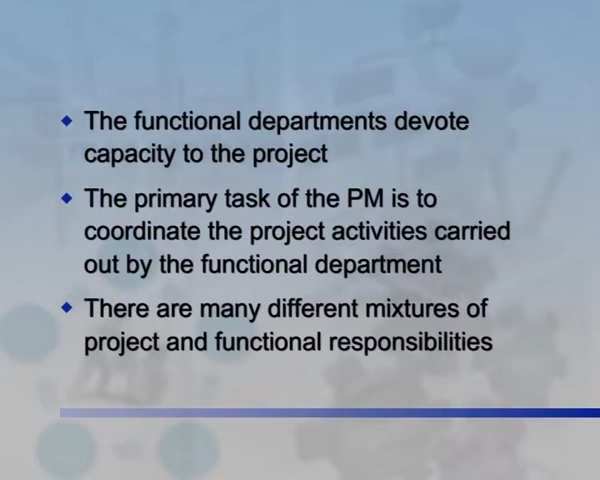 The functional departments devote
capacity to the project
The primary task of the PM is to
coordinate the project activities carried
out by the functional department
There are many different mixtures of
project and functional responsibilities